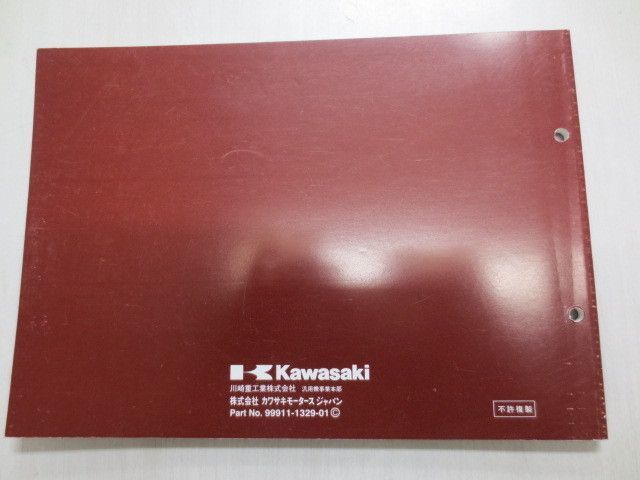 Kawasaki
川崎重工業株式会社 汎用機事業本部
株式会社 カワサキモータース ジャパン
Part No. 99911-1329-01 Ⓒ
不許複製